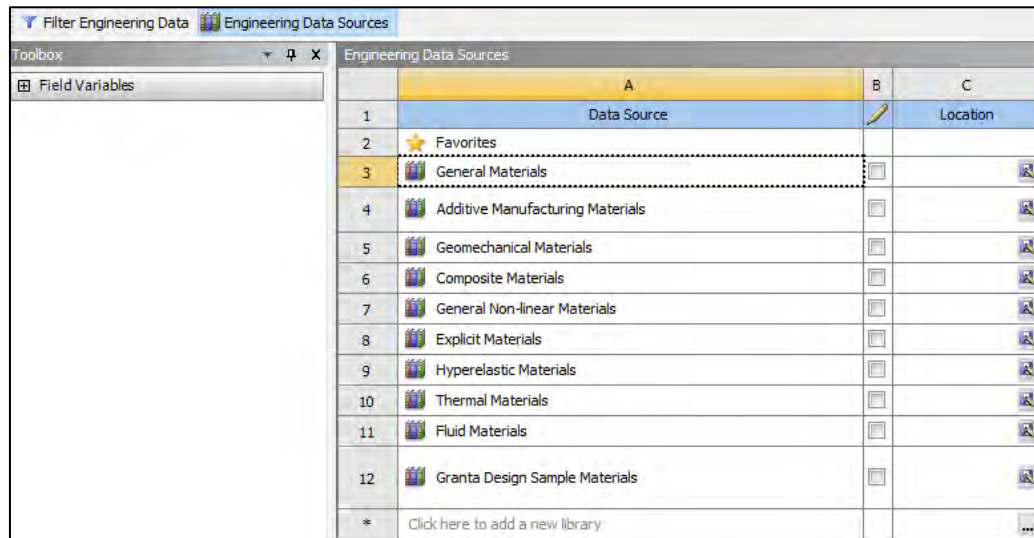 Filter Engineering Data Engineering Data Sources
Toolbox X Engineering Data Sources
Field Variables
A B C
1 Data Source Location
2 Favorites
3 General Materials
4 Additive Manufacturing Materials
5 Geomechanical Materials
6 Composite Materials
7 General Non-linear Materials
8 Explicit Materials
9 Hyperelastic Materials
10 Thermal Materials
11 Fluid Materials
12 Granta Design Sample Materials
* Click here to add a new library ...